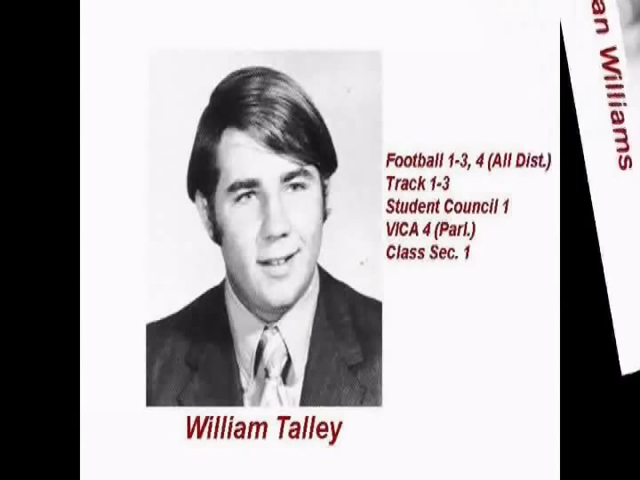 Football 1-3, 4 (All Dist.)
Track 1-3
Student Council 1
VICA 4 (Parl.)
Class Sec. 1
William Talley
an Williams